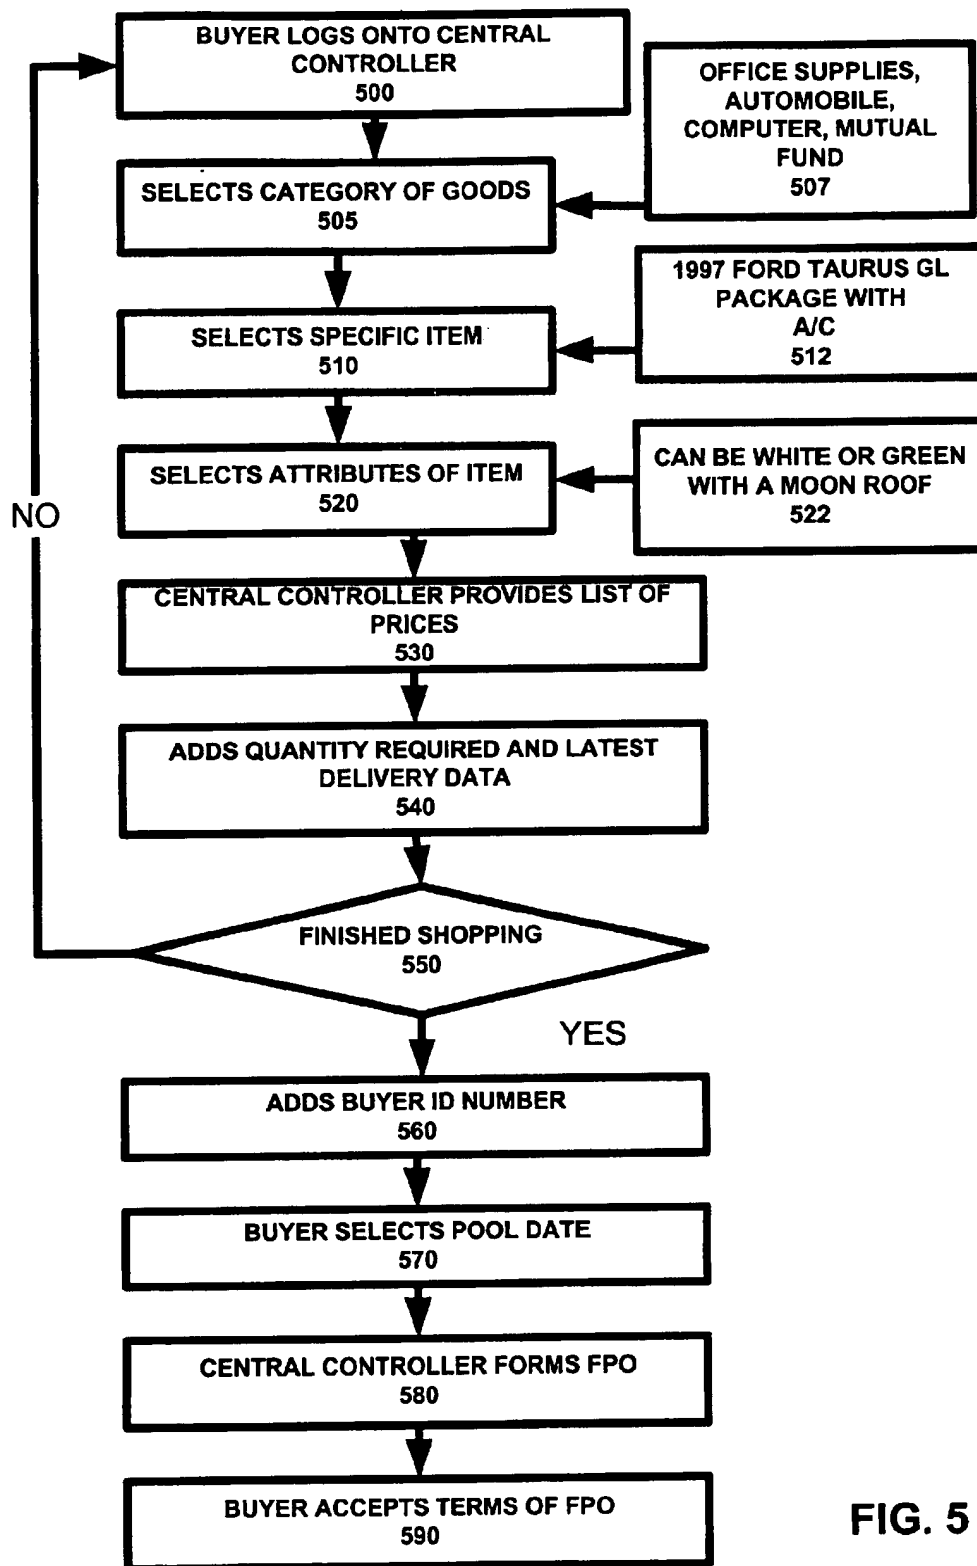 BUYER LOGS ONTO CENTRAL
CONTROLLER
500
OFFICE SUPPLIES,
AUTOMOBILE,
COMPUTER, MUTUAL
FUND
507
SELECTS CATEGORY OF GOODS
505
1997 FORD TAURUS GL
PACKAGE WITH
A/C
512
SELECTS SPECIFIC ITEM
510
CAN BE WHITE OR GREEN
WITH A MOON ROOF
522
SELECTS ATTRIBUTES OF ITEM
520
NO
CENTRAL CONTROLLER PROVIDES LIST OF
PRICES
530
ADDS QUANTITY REQUIRED AND LATEST
DELIVERY DATA
540
FINISHED SHOPPING
550
YES
ADDS BUYER ID NUMBER
560
BUYER SELECTS POOL DATE
570
CENTRAL CONTROLLER FORMS FPO
580
BUYER ACCEPTS TERMS OF FPO
590
FIG. 5